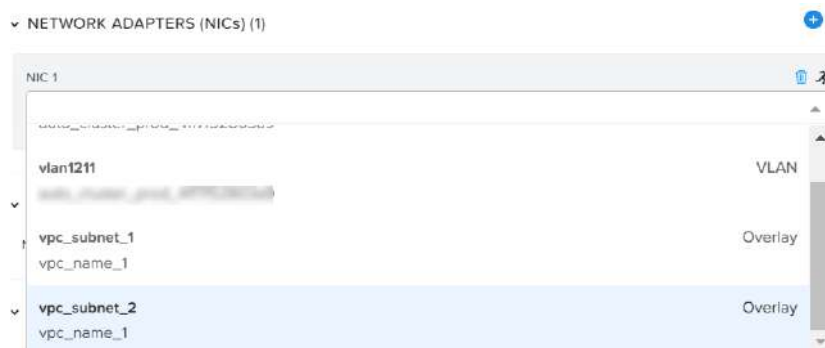 NETWORK ADAPTERS (NICs) (1)
NIC 1
vlan1211 VLAN
vpc_subnet_1 Overlay
vpc_name_1
vpc_subnet_2 Overlay
vpc_name_1